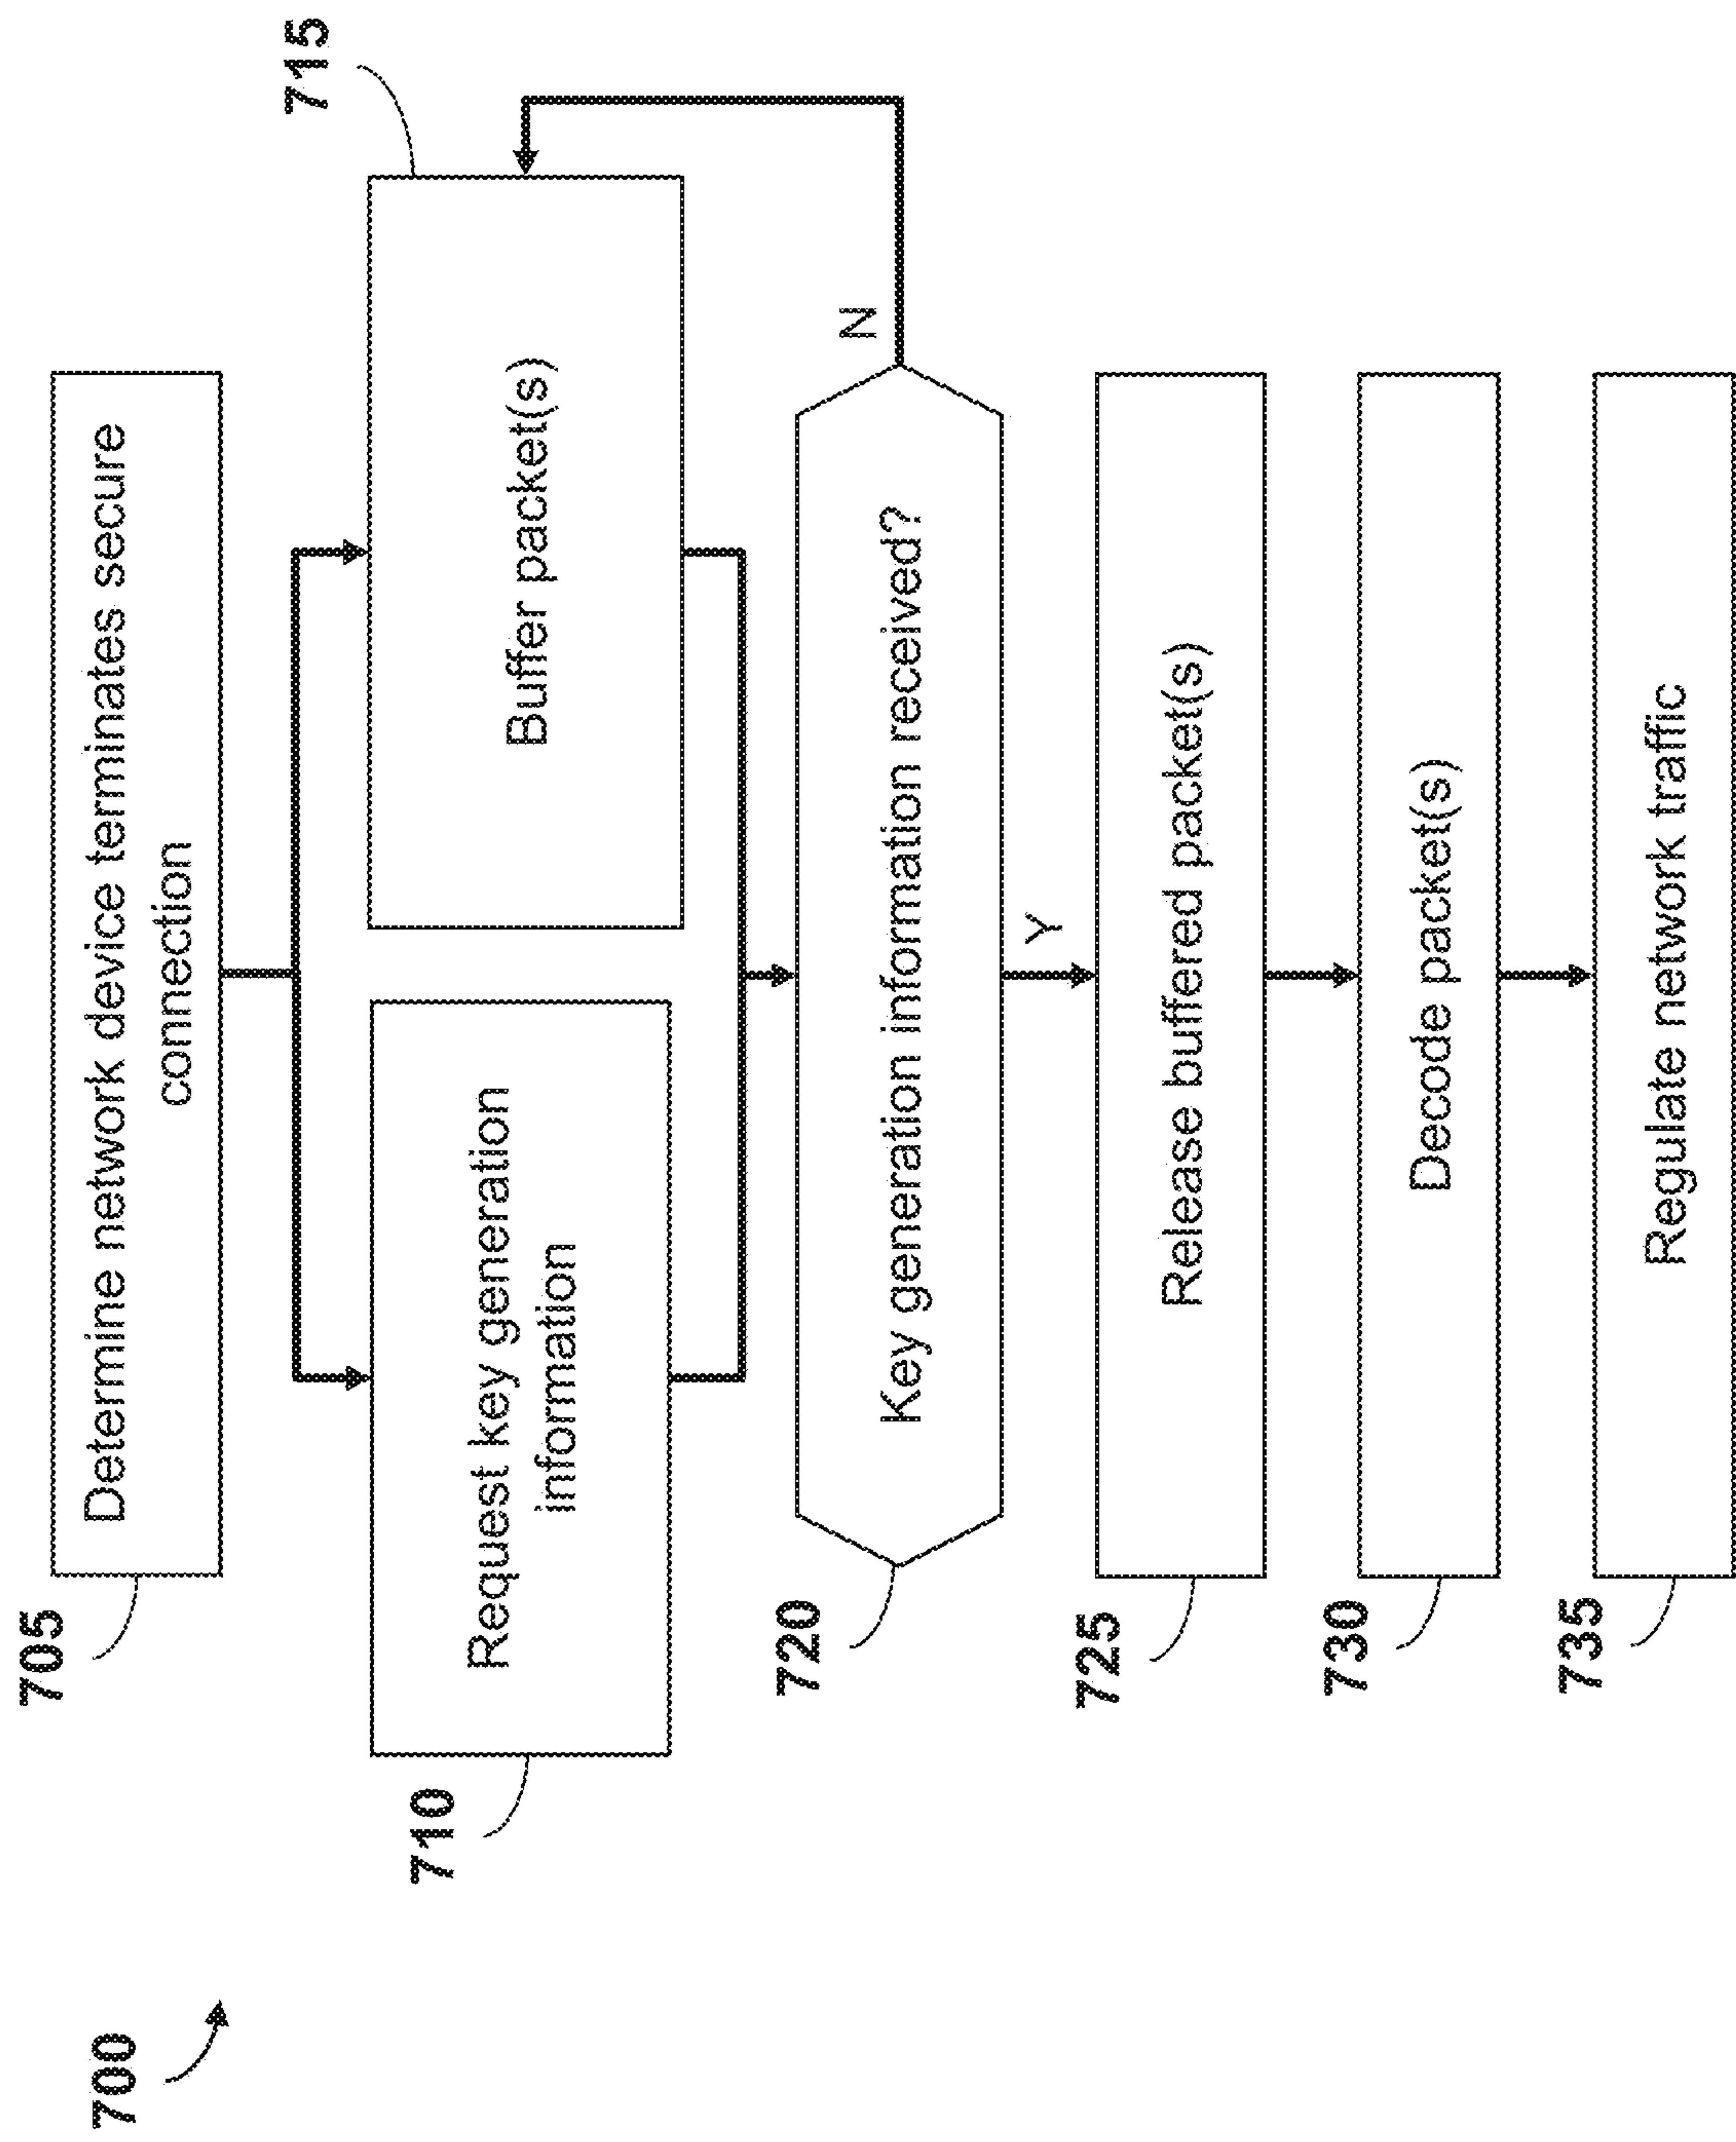 700
705
Determine network device terminates secure
connection
710
Request key generation
information
715
Buffer packet(s)
720
Key generation information received?
N
Y
725
Release buffered packet(s)
730
Decode packet(s)
735
Regulate network traffic